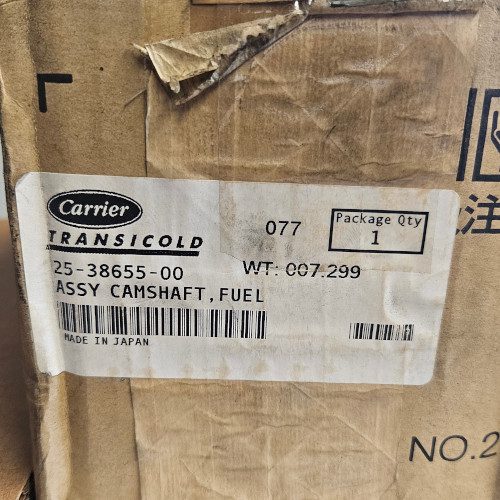 Carrier
TRANSICOLD
077
Package Qty
1
25-38655-00
WT: 007.299
ASSY CAMSHAFT,FUEL
MADE IN JAPAN
注
NO.2